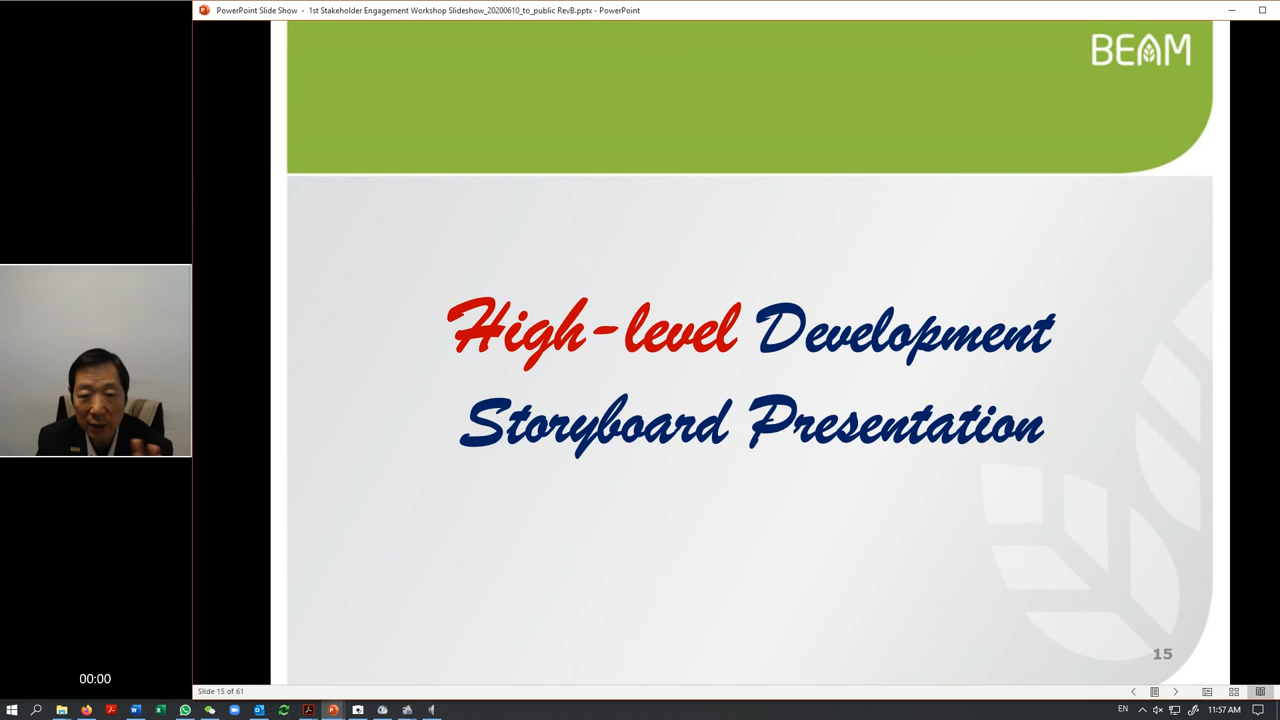 PowerPoint Slide Show - 1st Stakeholder Engagement Workshop Slideshow_20200610_to_public RevB.pptx - PowerPoint
BEAM
High-level Development
Storyboard Presentation
15
00:00
Slide 15 of 61
EN
11:57 AM